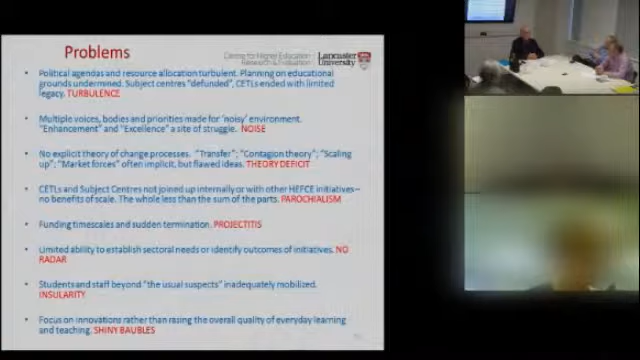 Problems
Centre for Higher Education
Research & Evaluation
Lancaster
University
• Political agendas and resource allocation turbulent. Planning on educational
grounds undermined. Subject centres "defunded", CETLs ended with limited
legacy. TURBULENCE
• Multiple voices, bodies and priorities made for 'noisy' environment.
"Enhancement" and "Excellence" a site of struggle. NOISE
• No explicit theory of change processes. "Transfer"; "Contagion theory"; "Scaling
up"; "Market forces" often implicit, but flawed ideas. THEORY DEFICIT
• CETLs and Subject Centres not joined up internally or with other HEFCE initiatives–
no benefits of scale. The whole less than the sum of the parts. PAROCHIALISM
• Funding timescales and sudden termination. PROJECTITIS
• Limited ability to establish sectoral needs or identify outcomes of initiatives. NO
RADAR
• Students and staff beyond "the usual suspects" inadequately mobilized.
INSULARITY
• Focus on innovations rather than rasing the overall quality of everyday learning
and teaching. SHINY BAUBLES